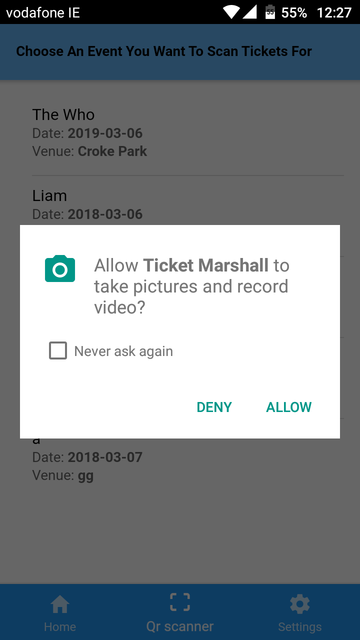 vodafone IE 55% 12:27
Choose An Event You Want To Scan Tickets For
The Who
Date: 2019-03-06
Venue: Croke Park
Liam
Date: 2018-03-06
Allow Ticket Marshall to
take pictures and record
video?
Never ask again
DENY ALLOW
a
Date: 2018-03-07
Venue: gg
Home Qr scanner Settings